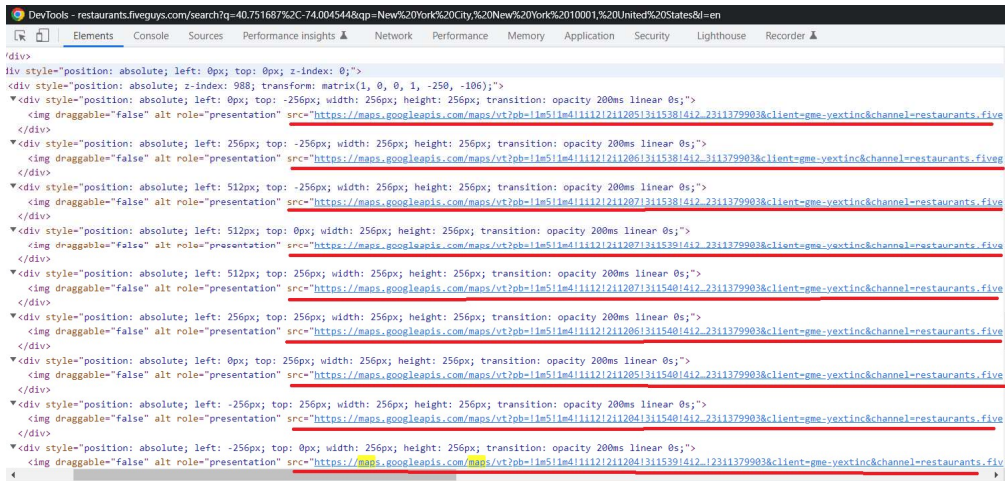 DevTools - restaurants.fiveguys.com/search?q=40.751687%2C-74.004544&qp=New%20York%20City,%20New%20York%2010001,%20United%20States&l=en
Elements Console Sources Performance insights Network Performance Memory Application Security Lighthouse Recorder
/div>
div style="position: absolute; left: 0px; top: 0px; z-index: 0;">
<div style="position: absolute; z-index: 988; transform: matrix(1, 0, 0, 1, -250, -106);">
▼<div style="position: absolute; left: 0px; top: -256px; width: 256px; height: 256px; transition: opacity 200ms linear 0s;">
<img draggable="false" alt role="presentation" src="https://maps.googleapis.com/maps/vt?pb=!1m5!1m4!1i12!2i1205!3i1538!4i2…23i1379903&client=gme-yextinc&channel=restaurants.five
</div>
▼<div style="position: absolute; left: 256px; top: -256px; width: 256px; height: 256px; transition: opacity 200ms linear 0s;">
<img draggable="false" alt role="presentation" src="https://maps.googleapis.com/maps/vt?pb=!1m5!1m4!1i12!2i1206!3i1538!4i2…3i1379903&client=gme-yextinc&channel=restaurants.fiveg
</div>
▼<div style="position: absolute; left: 512px; top: -256px; width: 256px; height: 256px; transition: opacity 200ms linear 0s;">
<img draggable="false" alt role="presentation" src="https://maps.googleapis.com/maps/vt?pb=!1m5!1m4!1i12!2i1207!3i1538!4i2…23i1379903&client=gme-yextinc&channel=restaurants.five
</div>
▼<div style="position: absolute; left: 512px; top: 0px; width: 256px; height: 256px; transition: opacity 200ms linear 0s;">
<img draggable="false" alt role="presentation" src="https://maps.googleapis.com/maps/vt?pb=!1m5!1m4!1i12!2i1207!3i1539!4i2…23i1379903&client=gme-yextinc&channel=restaurants.five
</div>
▼<div style="position: absolute; left: 512px; top: 256px; width: 256px; height: 256px; transition: opacity 200ms linear 0s;">
<img draggable="false" alt role="presentation" src="https://maps.googleapis.com/maps/vt?pb=!1m5!1m4!1i12!2i1207!3i1540!4i2…23i1379903&client=gme-yextinc&channel=restaurants.five
</div>
▼<div style="position: absolute; left: 256px; top: 256px; width: 256px; height: 256px; transition: opacity 200ms linear 0s;">
<img draggable="false" alt role="presentation" src="https://maps.googleapis.com/maps/vt?pb=!1m5!1m4!1i12!2i1206!3i1540!4i2…23i1379903&client=gme-yextinc&channel=restaurants.five
</div>
▼<div style="position: absolute; left: 0px; top: 256px; width: 256px; height: 256px; transition: opacity 200ms linear 0s;">
<img draggable="false" alt role="presentation" src="https://maps.googleapis.com/maps/vt?pb=!1m5!1m4!1i12!2i1205!3i1540!4i2…23i1379903&client=gme-yextinc&channel=restaurants.five
</div>
▼<div style="position: absolute; left: -256px; top: 256px; width: 256px; height: 256px; transition: opacity 200ms linear 0s;">
<img draggable="false" alt role="presentation" src="https://maps.googleapis.com/maps/vt?pb=!1m5!1m4!1i12!2i1204!3i1540!4i2…23i1379903&client=gme-yextinc&channel=restaurants.five
</div>
▼<div style="position: absolute; left: -256px; top: 0px; width: 256px; height: 256px; transition: opacity 200ms linear 0s;">
<img draggable="false" alt role="presentation" src="https://maps.googleapis.com/maps/vt?pb=!1m5!1m4!1i12!2i1204!3i1539!4i2…!23i1379903&client=gme-yextinc&channel=restaurants.fiv